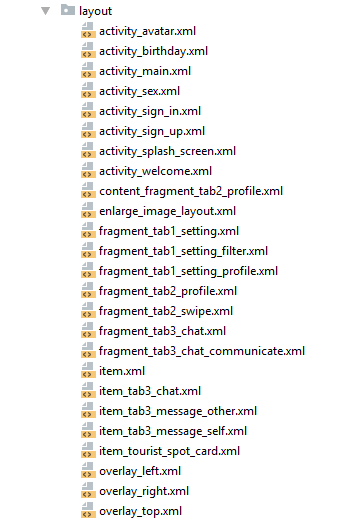 layout
activity_avatar.xml
activity_birthday.xml
activity_main.xml
activity_sex.xml
activity_sign_in.xml
activity_sign_up.xml
activity_splash_screen.xml
activity_welcome.xml
content_fragment_tab2_profile.xml
enlarge_image_layout.xml
fragment_tab1_setting.xml
fragment_tab1_setting_filter.xml
fragment_tab1_setting_profile.xml
fragment_tab2_profile.xml
fragment_tab2_swipe.xml
fragment_tab3_chat.xml
fragment_tab3_chat_communicate.xml
item.xml
item_tab3_chat.xml
item_tab3_message_other.xml
item_tab3_message_self.xml
item_tourist_spot_card.xml
overlay_left.xml
overlay_right.xml
overlay_top.xml